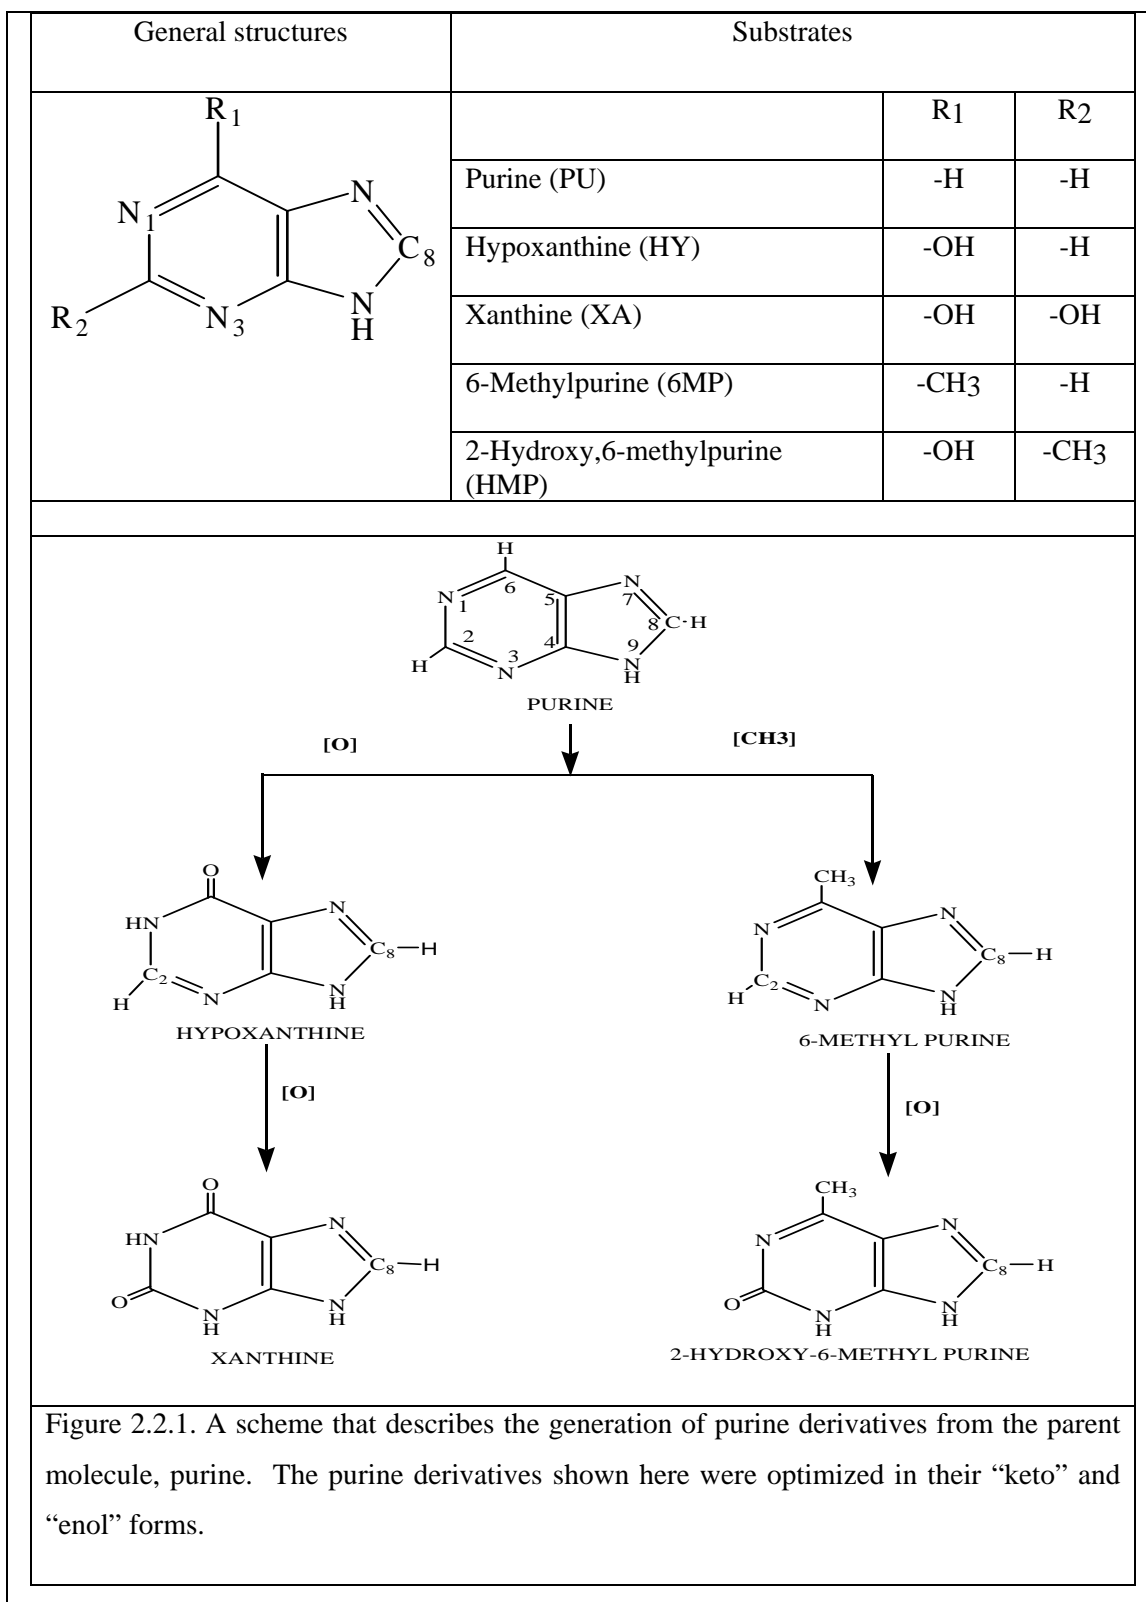 General structures Substrates
R1 R1 R2
N1 N C8 R2 N3 N H
Purine (PU) -H -H
Hypoxanthine (HY) -OH -H
Xanthine (XA) -OH -OH
6-Methylpurine (6MP) -CH3 -H
2-Hydroxy,6-methylpurine -OH -CH3
(HMP)
H
6 N
N 1 5 7
8 C-H
2 4 9
H 3 N
N H
PURINE
[O] [CH3]
O CH3
HN N N N
C8 H C8 H
C2 C2
H N N H H N N H
HYPOXANTHINE 6-METHYL PURINE
[O] [O]
O CH3
HN N N N
C8 H C8 H
O N H N H O N H N H
XANTHINE 2-HYDROXY-6-METHYL PURINE
Figure 2.2.1. A scheme that describes the generation of purine derivatives from the parent
molecule, purine. The purine derivatives shown here were optimized in their “keto” and
“enol” forms.